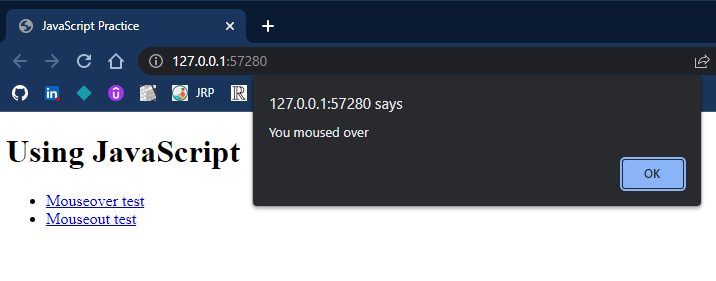 JavaScript Practice
127.0.0.1:57280
in
JRP
R
127.0.0.1:57280 says
You moused over
OK
Using JavaScript
Mouseover test
Mouseout test